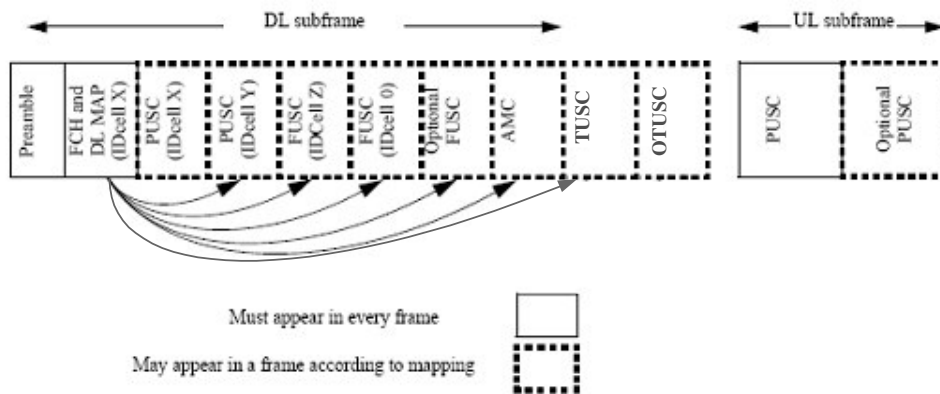 DL subframe
UL subframe
Preamble
FCH and
DL MAP
(IDcell X)
PUSC
(IDcell X)
PUSC
(IDcell Y)
FUSC
(IDCell Z)
FUSC
(IDcell 0)
Optional
FUSC
AMC
TUSC
OTUSC
PUSC
Optional
PUSC
Must appear in every frame
May appear in a frame according to mapping